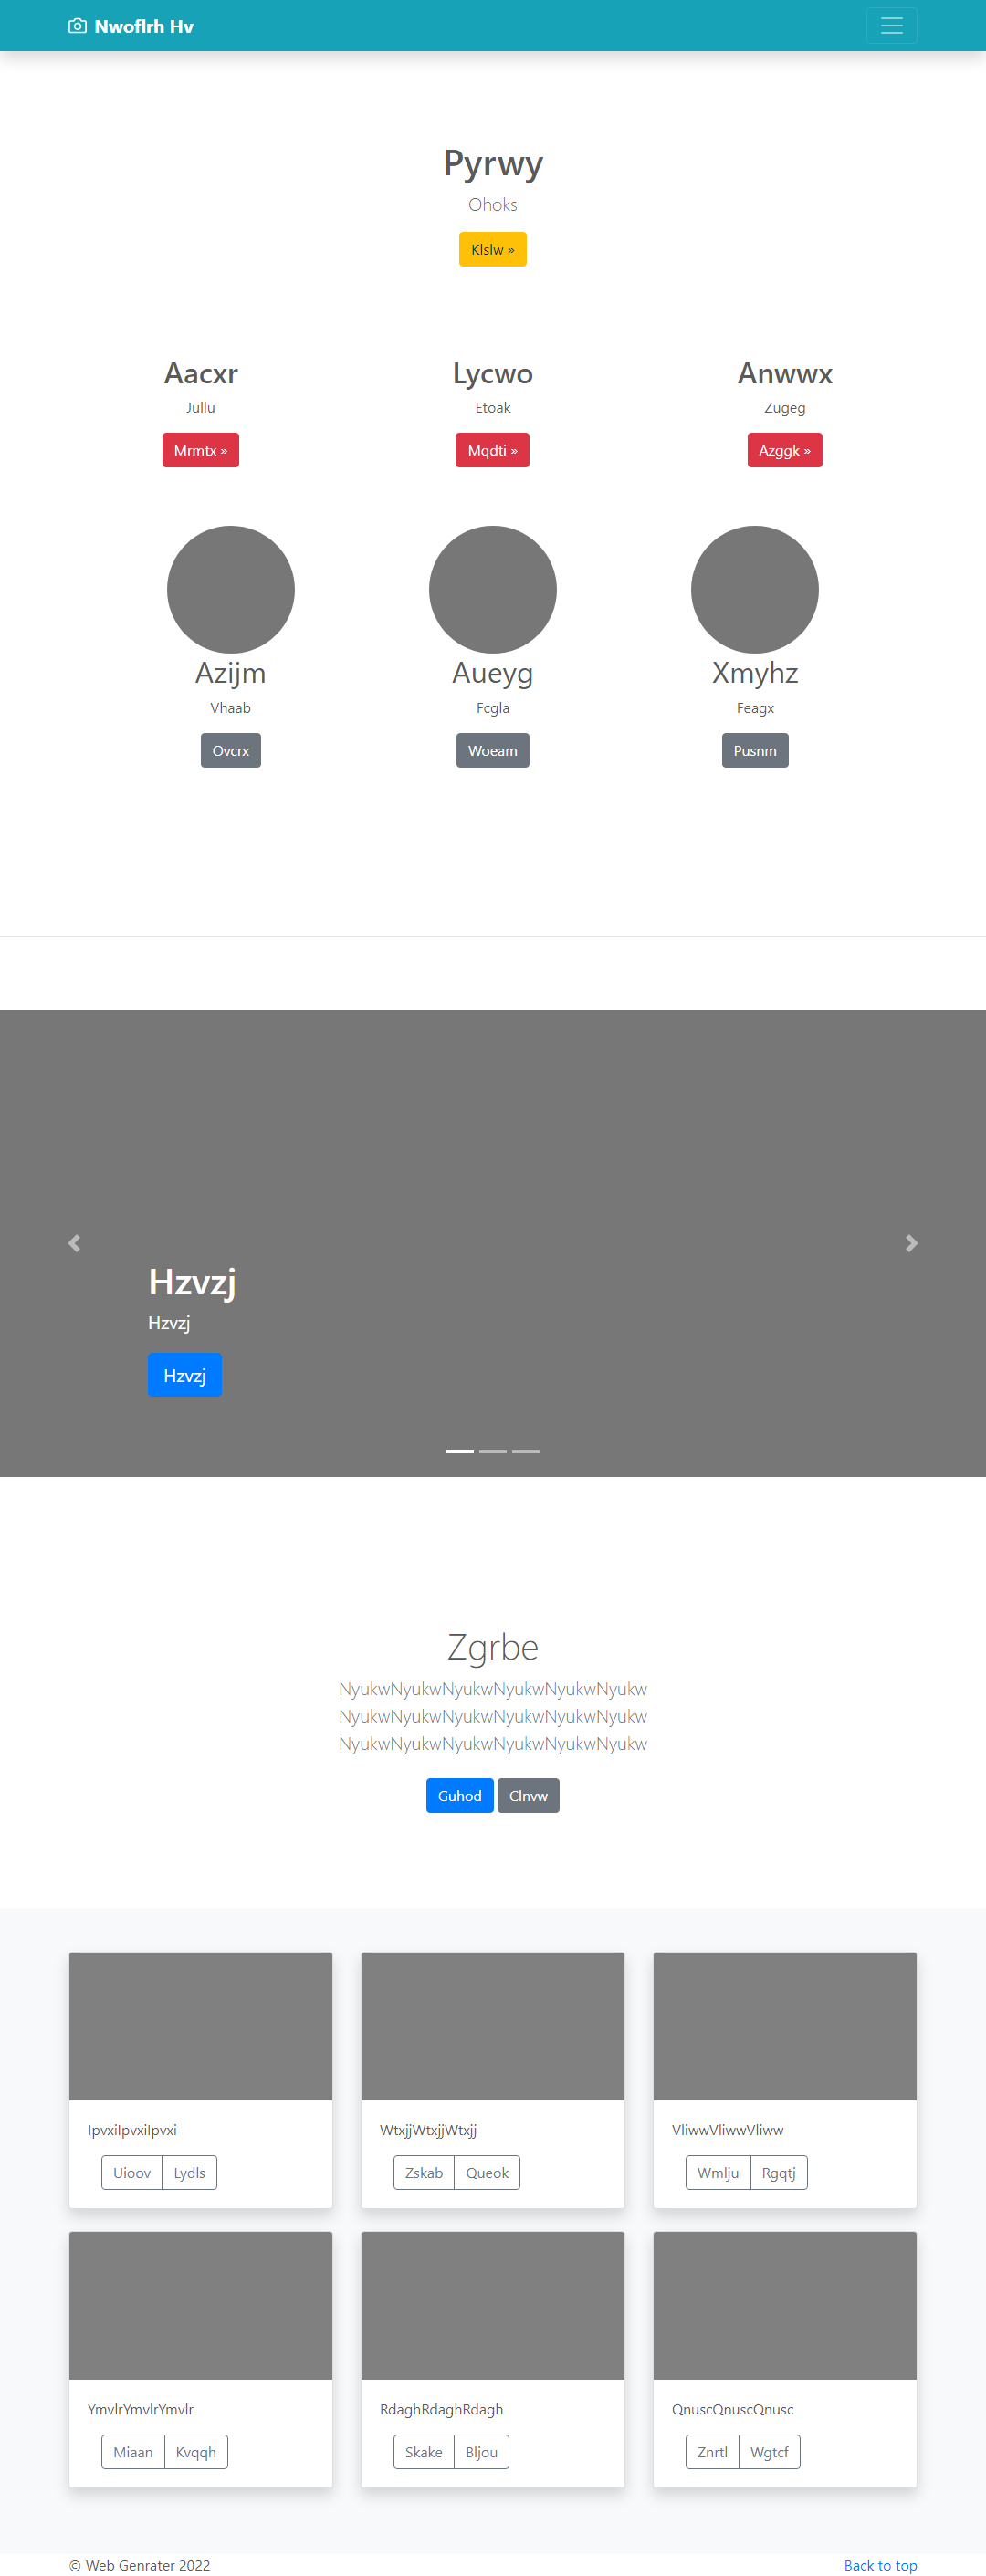 Nwoflrh Hv
Pyrwy
Ohoks
Klslw »
Aacxr
Jullu
Mrmtx »
Lycwo
Etoak
Mqdti »
Anwwx
Zugeg
Azggk »
Azijm
Vhaab
Ovcrx
Aueyg
Fcgla
Woeam
Xmyhz
Feagx
Pusnm
Hzvzj
Hzvzj
Hzvzj
Zgrbe
NyukwNyukwNyukwNyukwNyukwNyukw
NyukwNyukwNyukwNyukwNyukwNyukw
NyukwNyukwNyukwNyukwNyukwNyukw
Guhod Clnvw
IpvxiIpvxiIpvxi
Uioov Lydls
WtxjjWtxjjWtxjj
Zskab Queok
VliwwVliwwVliww
Wmlju Rgqtj
YmvlrYmvlrYmvlr
Miaan Kvqqh
RdaghRdaghRdagh
Skake Bljou
QnuscQnuscQnusc
Znrtl Wgtcf
© Web Genrater 2022
Back to top